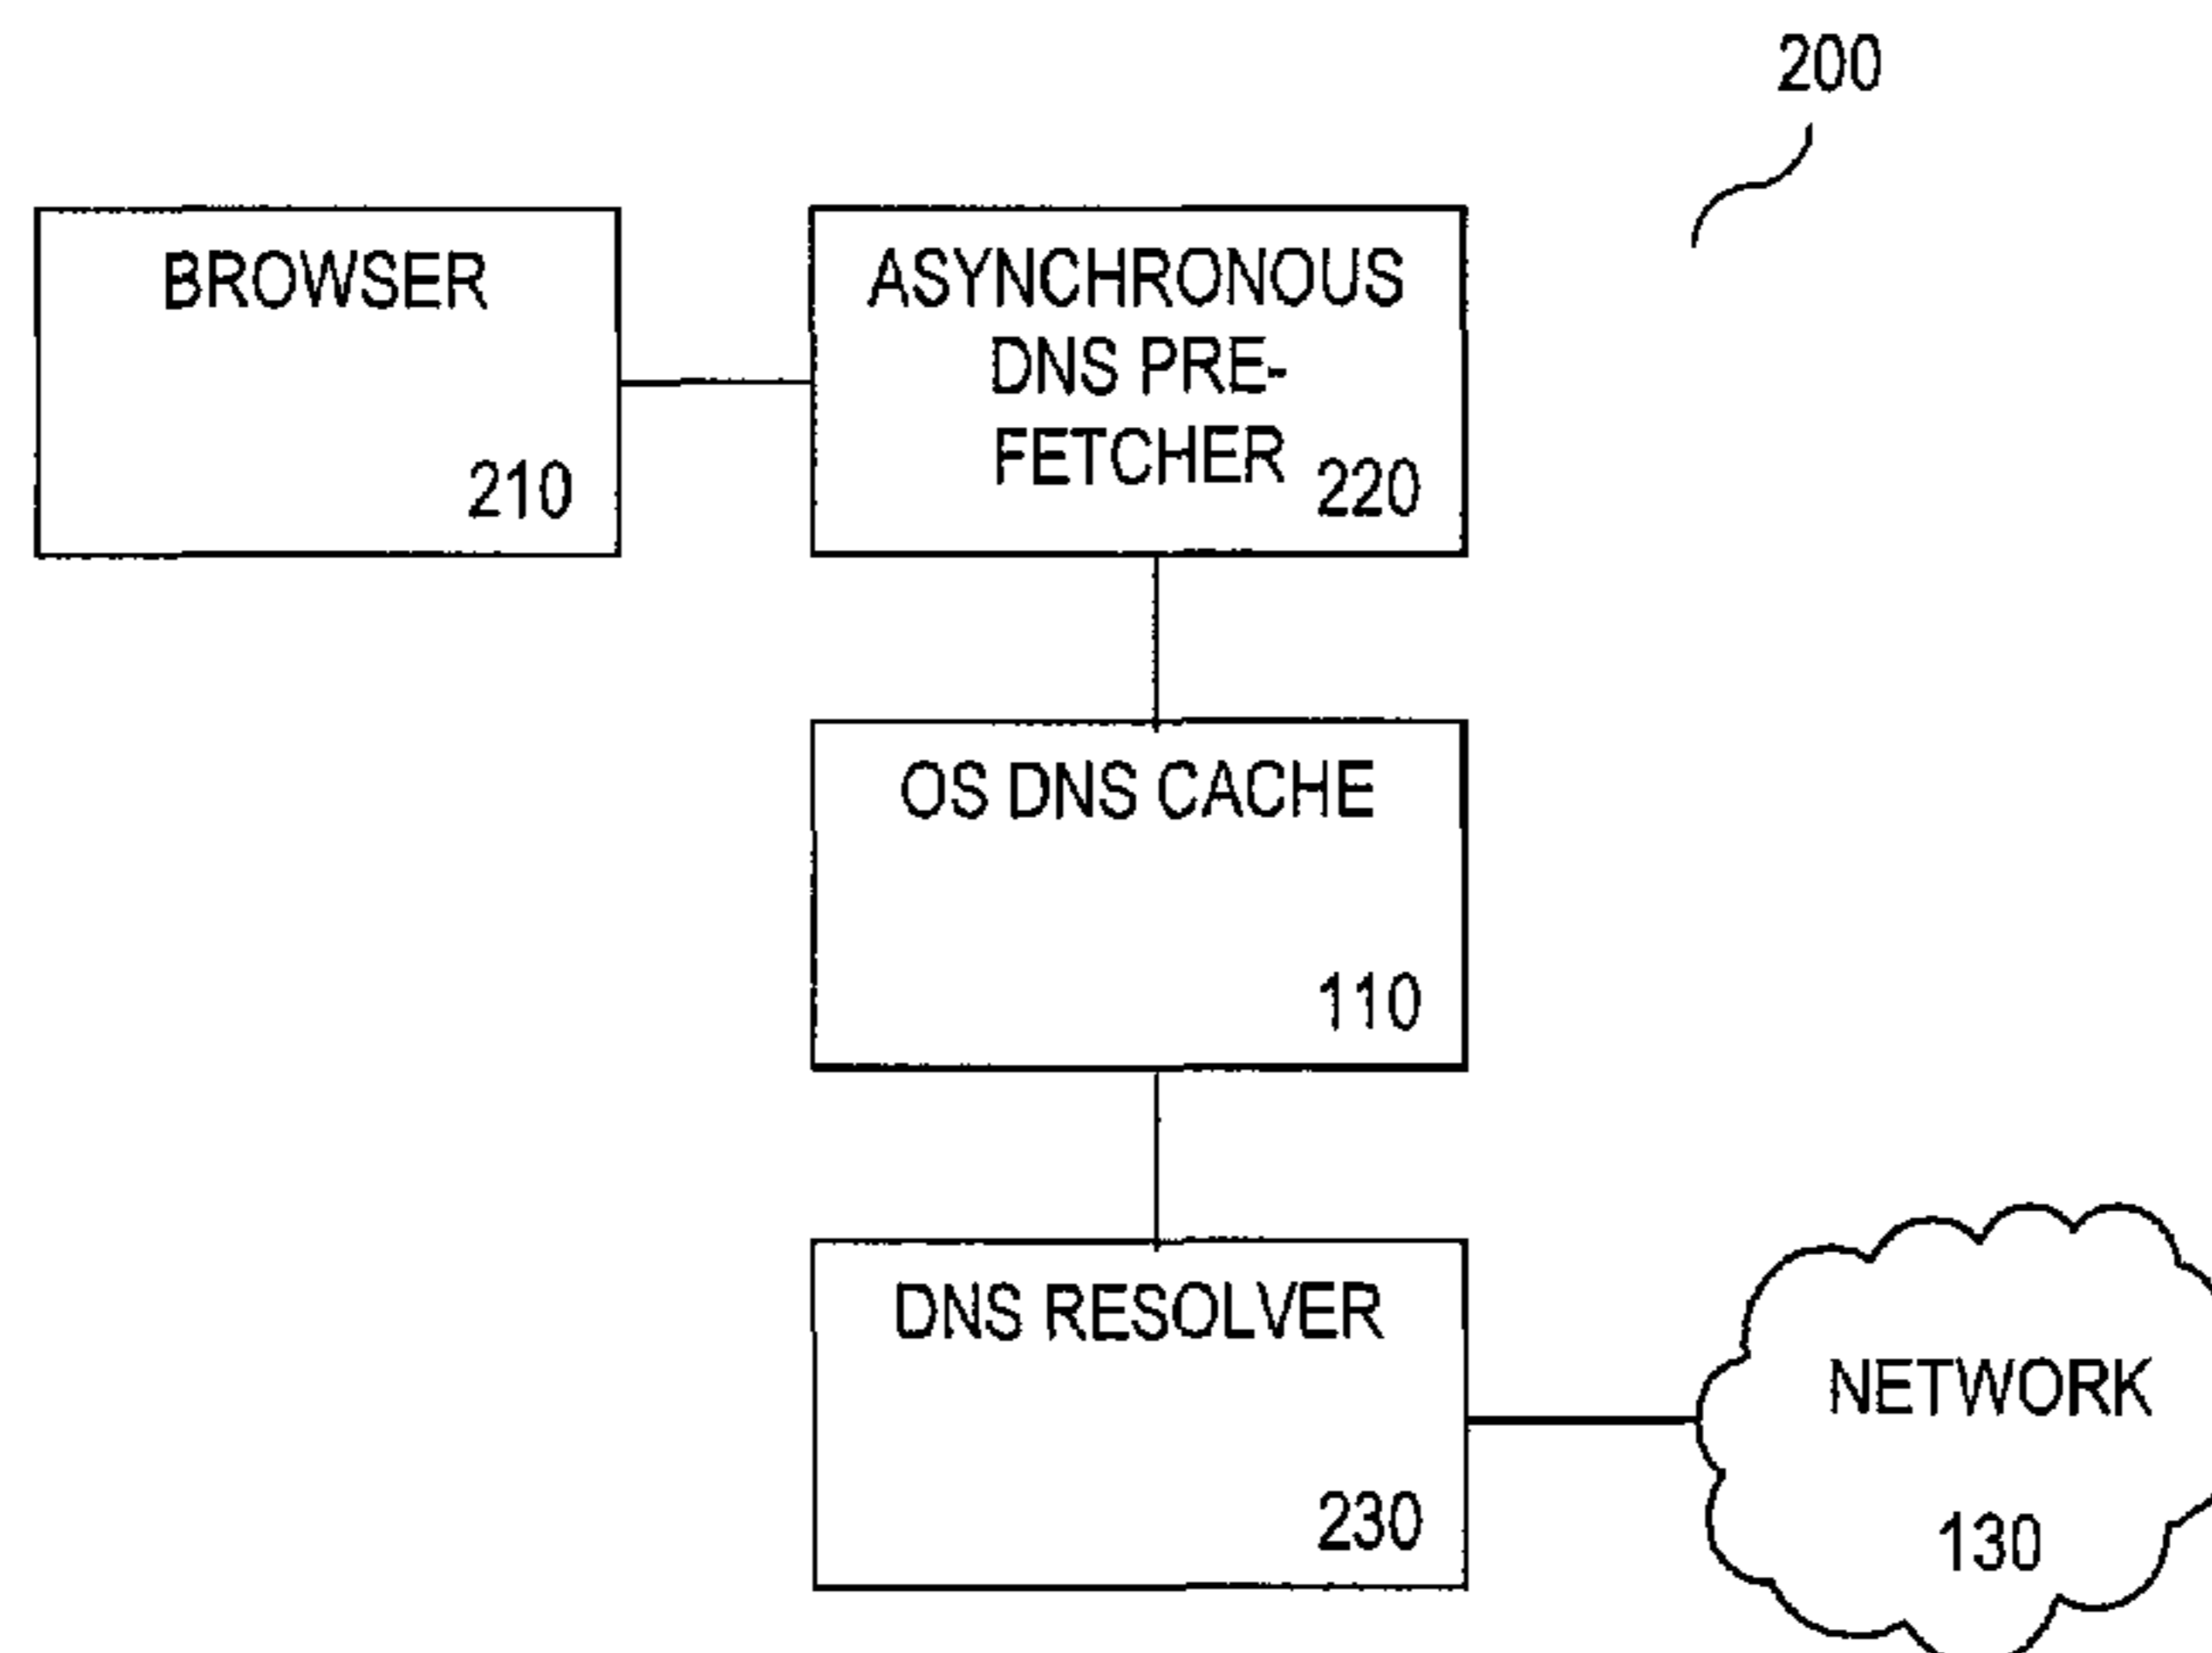 200
BROWSER
210
ASYNCHRONOUS
DNS PRE-
FETCHER
220
OS DNS CACHE
110
DNS RESOLVER
230
NETWORK
130